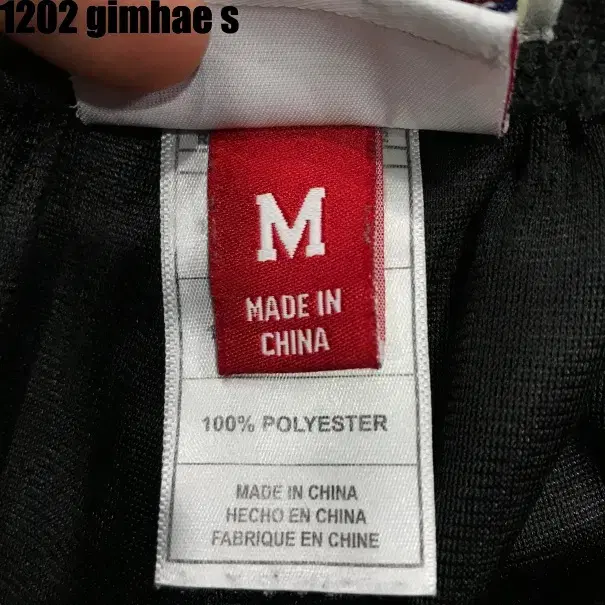 1202 gimhae s
M
MADE IN
CHINA
100% POLYESTER
MADE IN CHINA
HECHO EN CHINA
FABRIQUE EN CHINE